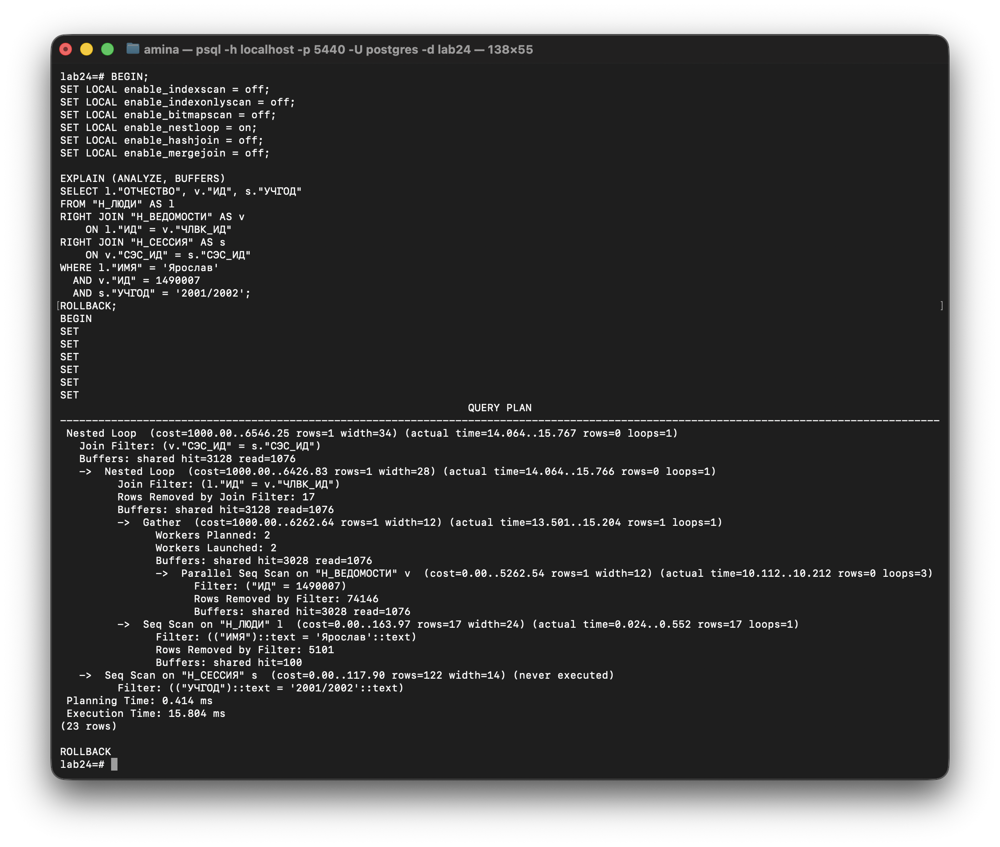 amina — psql -h localhost -p 5440 -U postgres -d lab24 — 138×55
lab24=# BEGIN;
SET LOCAL enable_indexscan = off;
SET LOCAL enable_indexonlyscan = off;
SET LOCAL enable_bitmapscan = off;
SET LOCAL enable_nestloop = on;
SET LOCAL enable_hashjoin = off;
SET LOCAL enable_mergejoin = off;
EXPLAIN (ANALYZE, BUFFERS)
SELECT l."ОТЧЕСТВО", v."ИД", s."УЧГОД"
FROM "Н_ЛЮДИ" AS l
RIGHT JOIN "Н_ВЕДОМОСТИ" AS v
    ON l."ИД" = v."ЧЛВК_ИД"
RIGHT JOIN "Н_СЕССИЯ" AS s
    ON v."СЭС_ИД" = s."СЭС_ИД"
WHERE l."ИМЯ" = 'Ярослав'
  AND v."ИД" = 1490007
  AND s."УЧГОД" = '2001/2002';
[ROLLBACK; ]
BEGIN
SET
SET
SET
SET
SET
SET
QUERY PLAN
------------------------------------------------------------------------------------------------------------------------------------------
 Nested Loop  (cost=1000.00..6546.25 rows=1 width=34) (actual time=14.064..15.767 rows=0 loops=1)
   Join Filter: (v."СЭС_ИД" = s."СЭС_ИД")
   Buffers: shared hit=3128 read=1076
   ->  Nested Loop  (cost=1000.00..6426.83 rows=1 width=28) (actual time=14.064..15.766 rows=0 loops=1)
         Join Filter: (l."ИД" = v."ЧЛВК_ИД")
         Rows Removed by Join Filter: 17
         Buffers: shared hit=3128 read=1076
         ->  Gather  (cost=1000.00..6262.64 rows=1 width=12) (actual time=13.501..15.204 rows=1 loops=1)
               Workers Planned: 2
               Workers Launched: 2
               Buffers: shared hit=3028 read=1076
               ->  Parallel Seq Scan on "Н_ВЕДОМОСТИ" v  (cost=0.00..5262.54 rows=1 width=12) (actual time=10.112..10.212 rows=0 loops=3)
                     Filter: ("ИД" = 1490007)
                     Rows Removed by Filter: 74146
                     Buffers: shared hit=3028 read=1076
         ->  Seq Scan on "Н_ЛЮДИ" l  (cost=0.00..163.97 rows=17 width=24) (actual time=0.024..0.552 rows=17 loops=1)
               Filter: (("ИМЯ")::text = 'Ярослав'::text)
               Rows Removed by Filter: 5101
               Buffers: shared hit=100
   ->  Seq Scan on "Н_СЕССИЯ" s  (cost=0.00..117.90 rows=122 width=14) (never executed)
         Filter: (("УЧГОД")::text = '2001/2002'::text)
 Planning Time: 0.414 ms
 Execution Time: 15.804 ms
(23 rows)
ROLLBACK
lab24=#